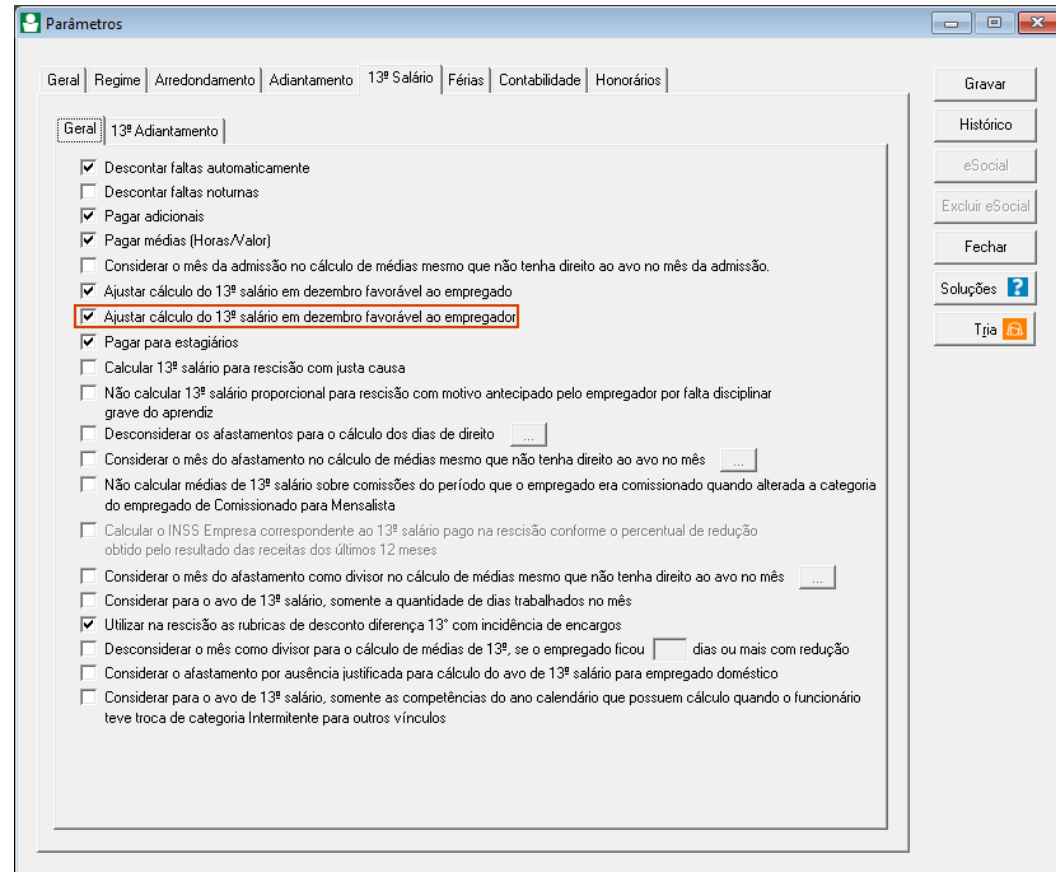 Parâmetros
Geral Regime Arredondamento Adiantamento 13º Salário Férias Contabilidade Honorários
Gravar
Histórico
eSocial
Excluir eSocial
Fechar
Soluções ?
Tria
Geral 13º Adiantamento
Descontar faltas automaticamente
Descontar faltas noturnas
Pagar adicionais
Pagar médias (Horas/Valor)
Considerar o mês da admissão no cálculo de médias mesmo que não tenha direito ao avo no mês da admissão.
Ajustar cálculo do 13º salário em dezembro favorável ao empregado
Ajustar cálculo do 13º salário em dezembro favorável ao empregador
Pagar para estagiários
Calcular 13º salário para rescisão com justa causa
Não calcular 13º salário proporcional para rescisão com motivo antecipado pelo empregador por falta disciplinar
grave do aprendiz
Desconsiderar os afastamentos para o cálculo dos dias de direito ...
Considerar o mês do afastamento no cálculo de médias mesmo que não tenha direito ao avo no mês ...
Não calcular médias de 13º salário sobre comissões do período que o empregado era comissionado quando alterada a categoria
do empregado de Comissionado para Mensalista
Calcular o INSS Empresa correspondente ao 13º salário pago na rescisão conforme o percentual de redução
obtido pelo resultado das receitas dos últimos 12 meses
Considerar o mês do afastamento como divisor no cálculo de médias mesmo que não tenha direito ao avo no mês ...
Considerar para o avo de 13º salário, somente a quantidade de dias trabalhados no mês
Utilizar na rescisão as rubricas de desconto diferença 13° com incidência de encargos
Desconsiderar o mês como divisor para o cálculo de médias de 13º, se o empregado ficou dias ou mais com redução
Considerar o afastamento por ausência justificada para cálculo do avo de 13º salário para empregado doméstico
Considerar para o avo de 13º salário, somente as competências do ano calendário que possuem cálculo quando o funcionário
teve troca de categoria Intermitente para outros vínculos